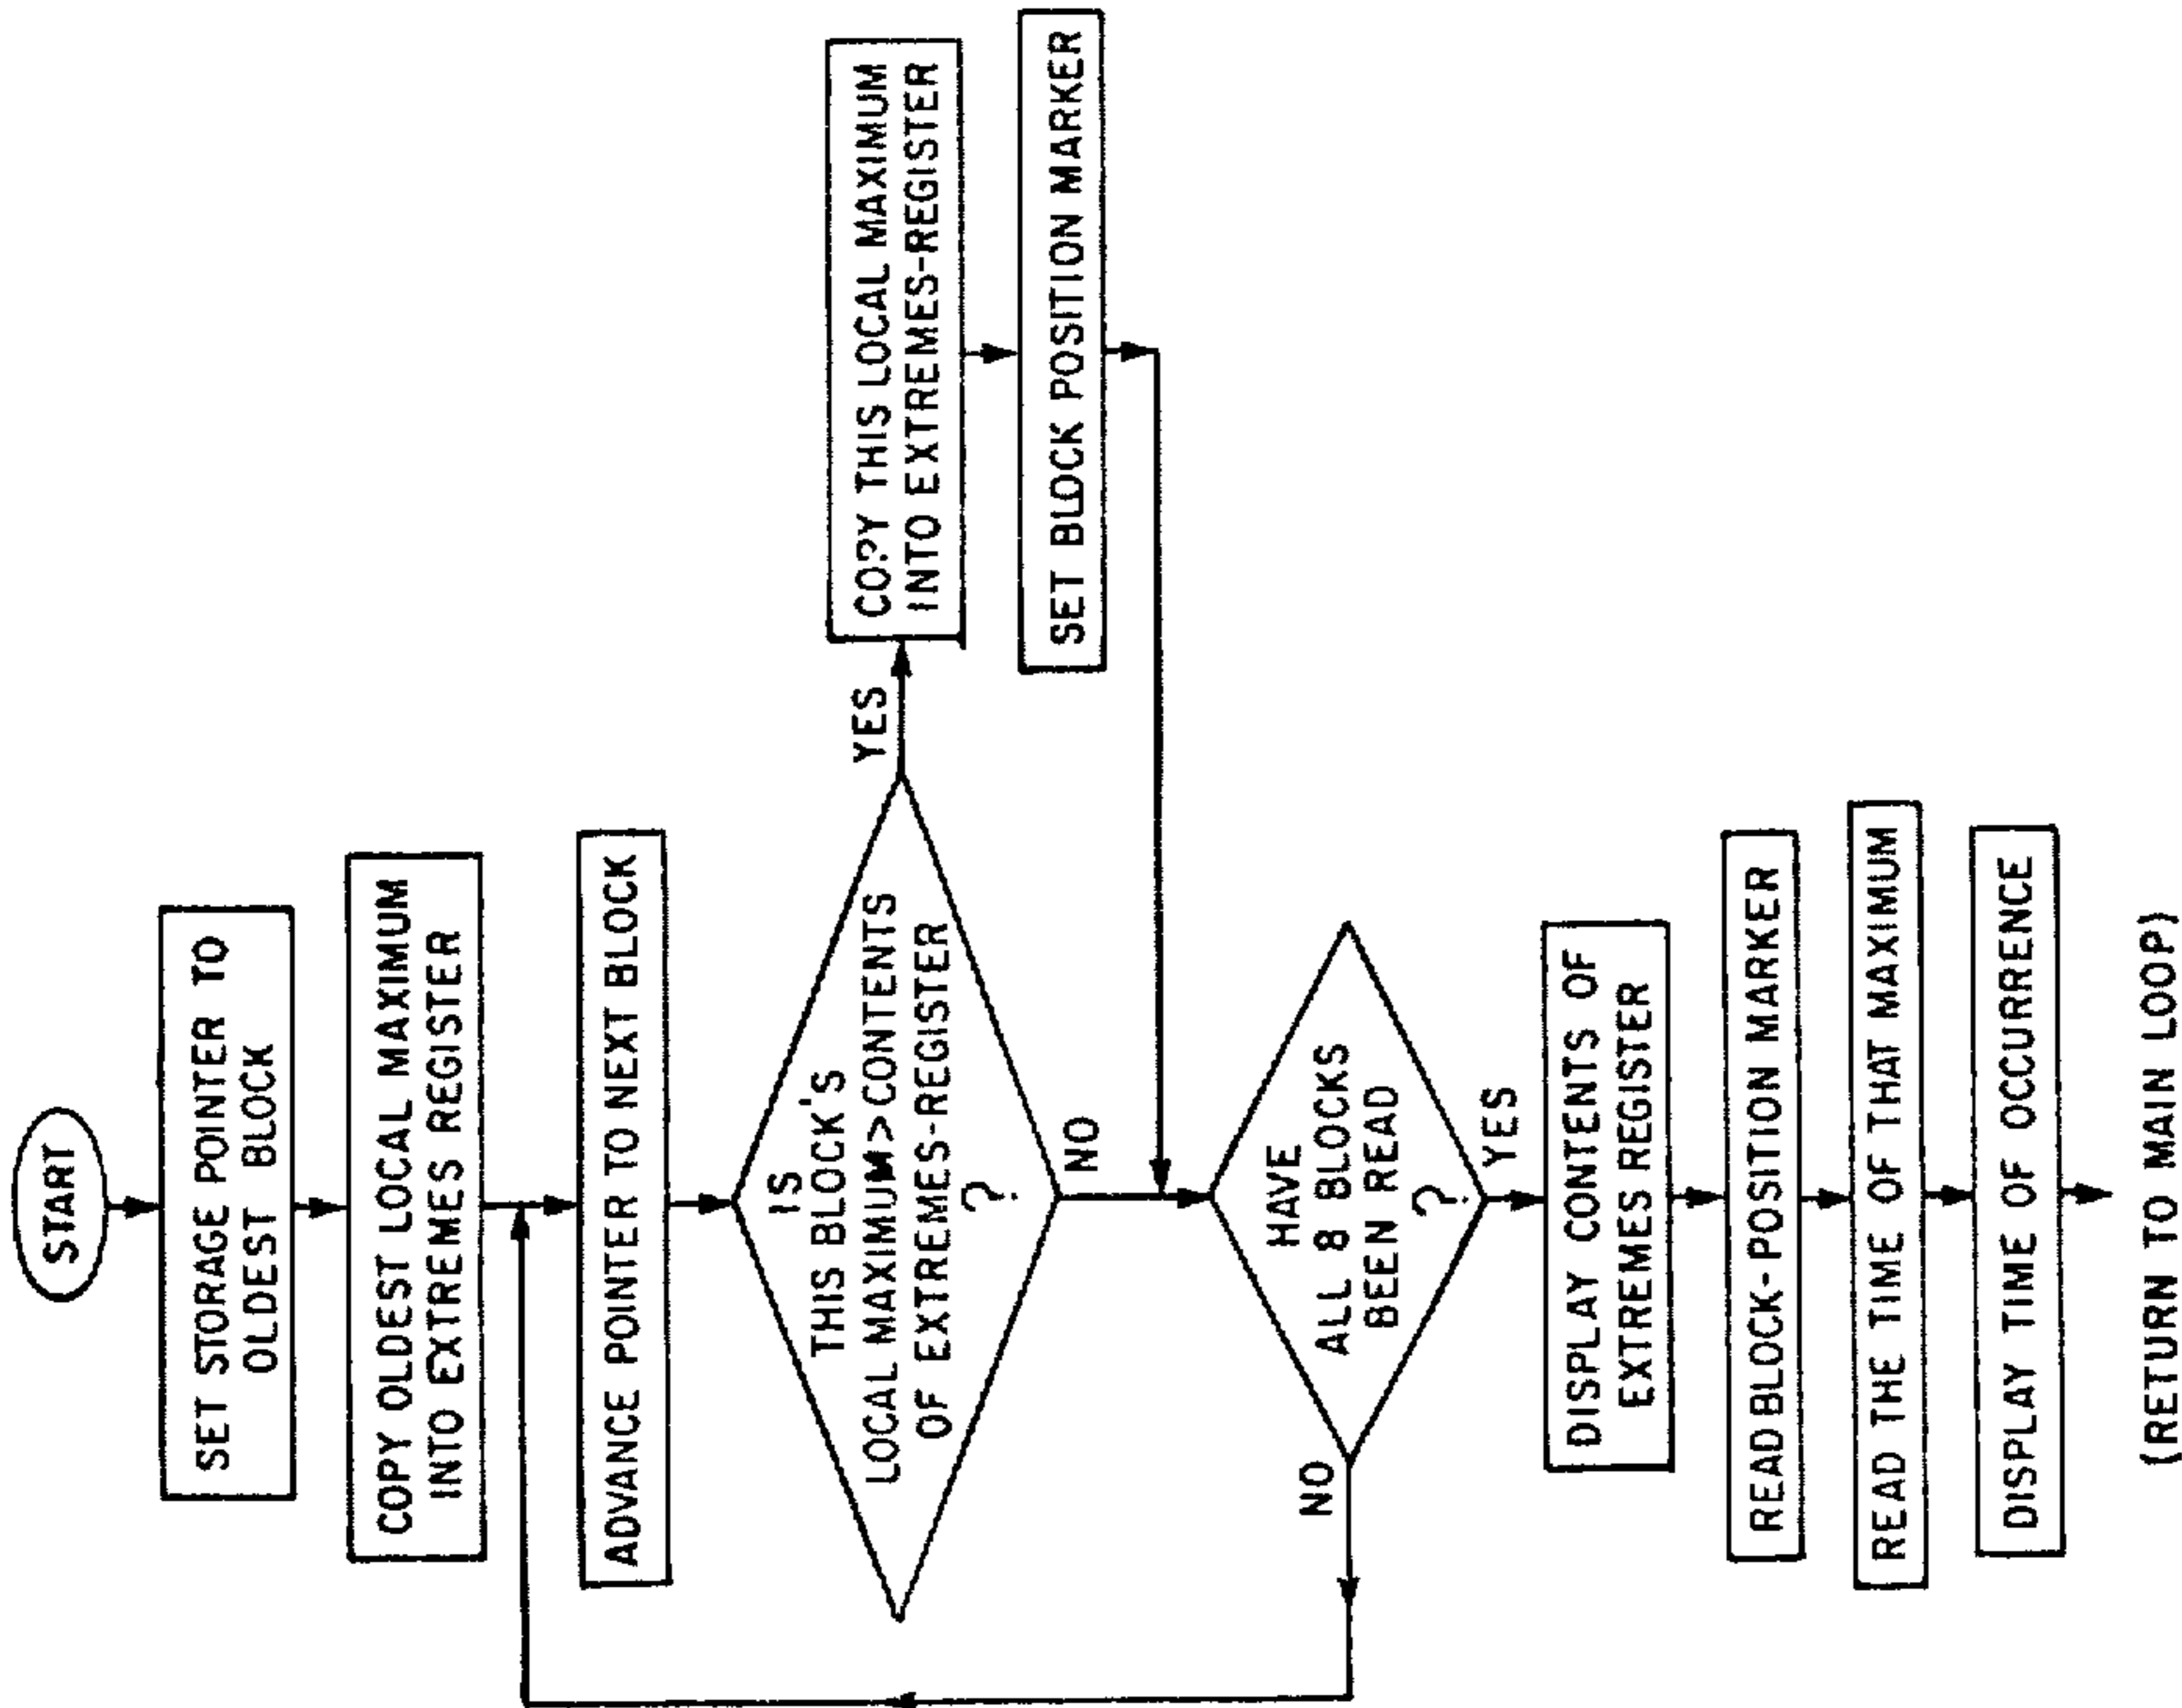 START
SET STORAGE POINTER TO
OLDEST BLOCK
COPY OLDEST LOCAL MAXIMUM
INTO EXTREMES REGISTER
ADVANCE POINTER TO NEXT BLOCK
IS
THIS BLOCK'S
LOCAL MAXIMUM>CONTENTS
OF EXTREMES-REGISTER
?
YES
COPY THIS LOCAL MAXIMUM
INTO EXTREMES-REGISTER
SET BLOCK POSITION MARKER
NO
HAVE
ALL 8 BLOCKS
BEEN READ
?
NO
YES
DISPLAY CONTENTS OF
EXTREMES REGISTER
READ BLOCK-POSITION MARKER
READ THE TIME OF THAT MAXIMUM
DISPLAY TIME OF OCCURRENCE
(RETURN TO MAIN LOOP)